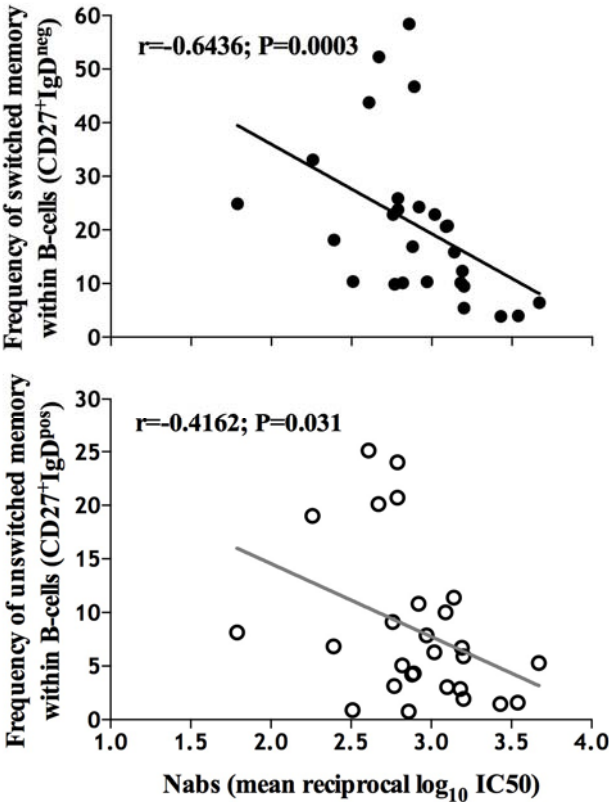 Frequency of switched memory
within B-cells (CD27+IgDneg)
r=-0.6436; P=0.0003
60
50
40
30
20
10
0
Frequency of unswitched memory
within B-cells (CD27+IgDpos)
r=-0.4162; P=0.031
30
25
20
15
10
5
0
1.0 1.5 2.0 2.5 3.0 3.5 4.0
Nabs (mean reciprocal log10 IC50)